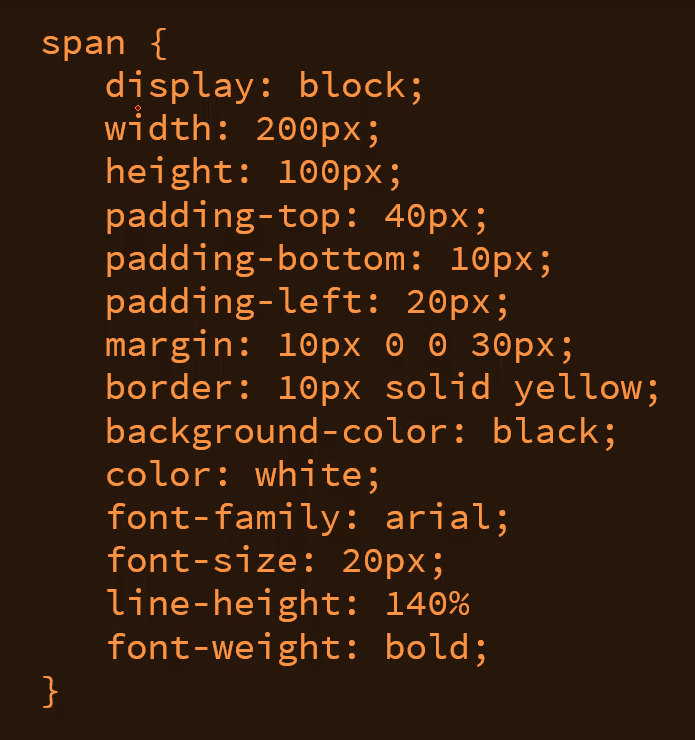 span {
display: block;
width: 200px;
height: 100px;
padding-top: 40px;
padding-bottom: 10px;
padding-left: 20px;
margin: 10px 0 0 30px;
border: 10px solid yellow;
background-color: black;
color: white;
font-family: arial;
font-size: 20px;
line-height: 140%
font-weight: bold;
}